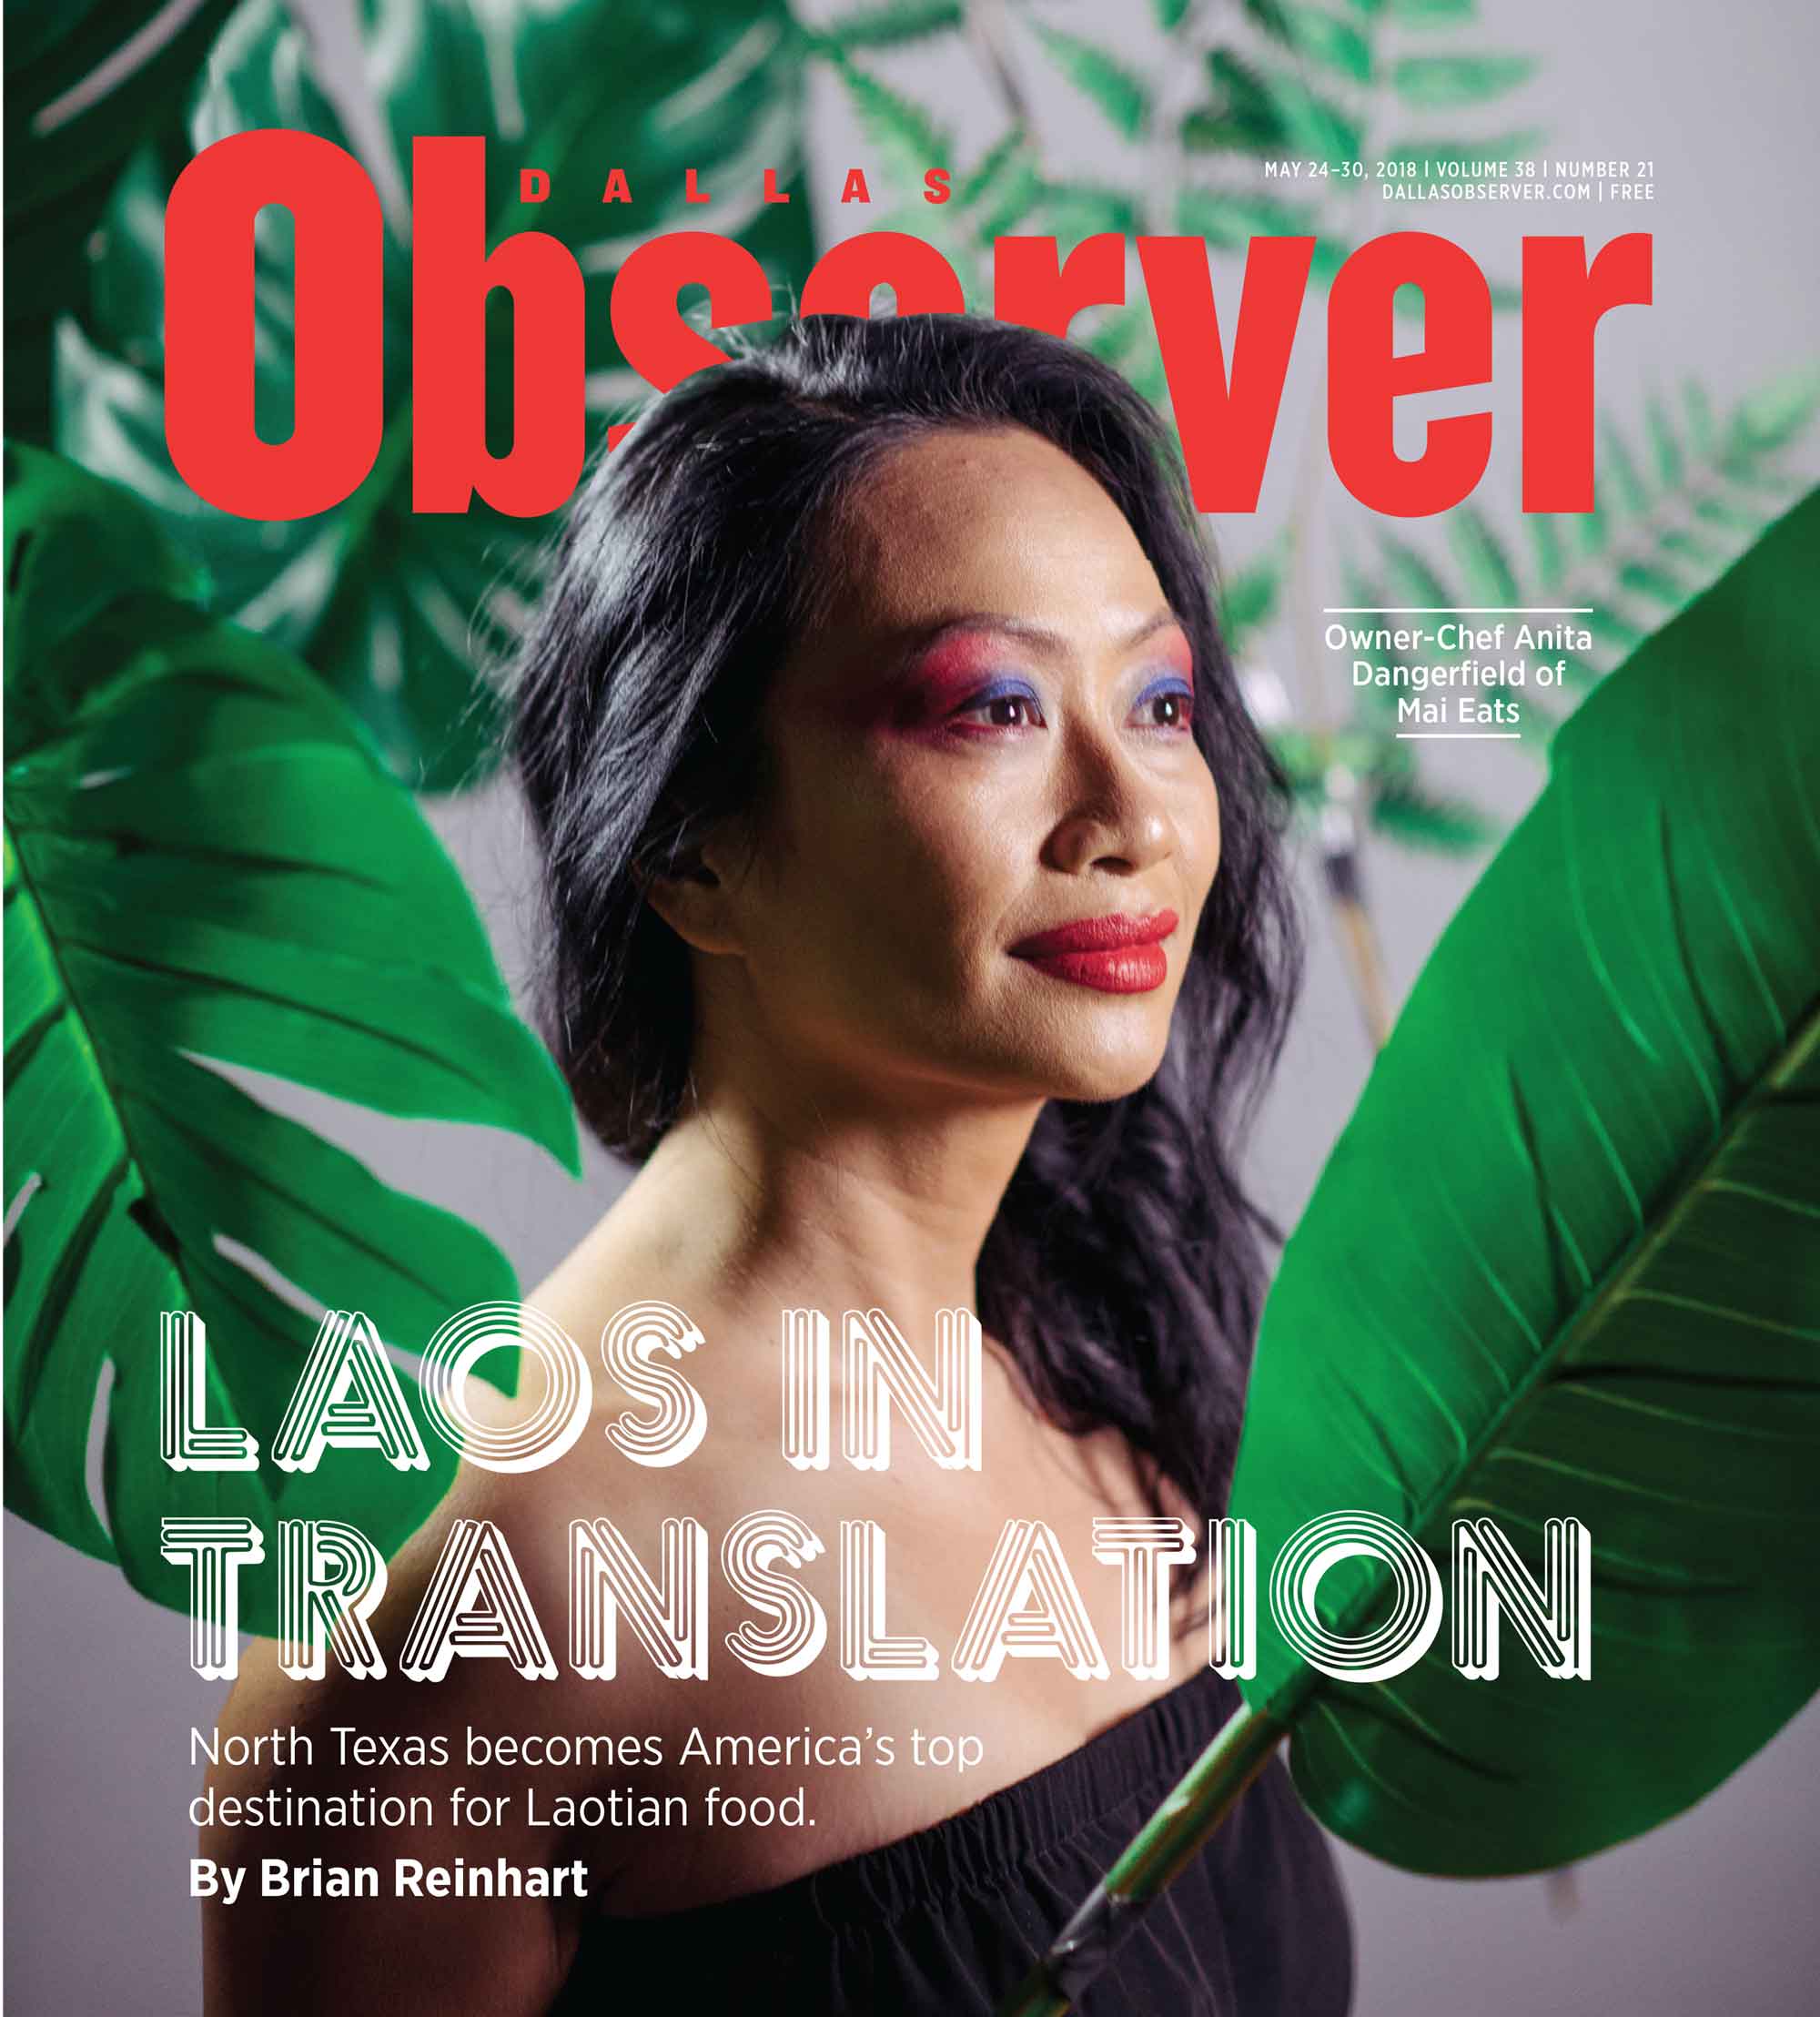 DALLAS
Observer
MAY 24–30, 2018 | VOLUME 38 | NUMBER 21
DALLASOBSERVER.COM | FREE
Owner-Chef Anita
Dangerfield of
Mai Eats
LAOS IN
TRANSLATION
North Texas becomes America’s top
destination for Laotian food.
By Brian Reinhart